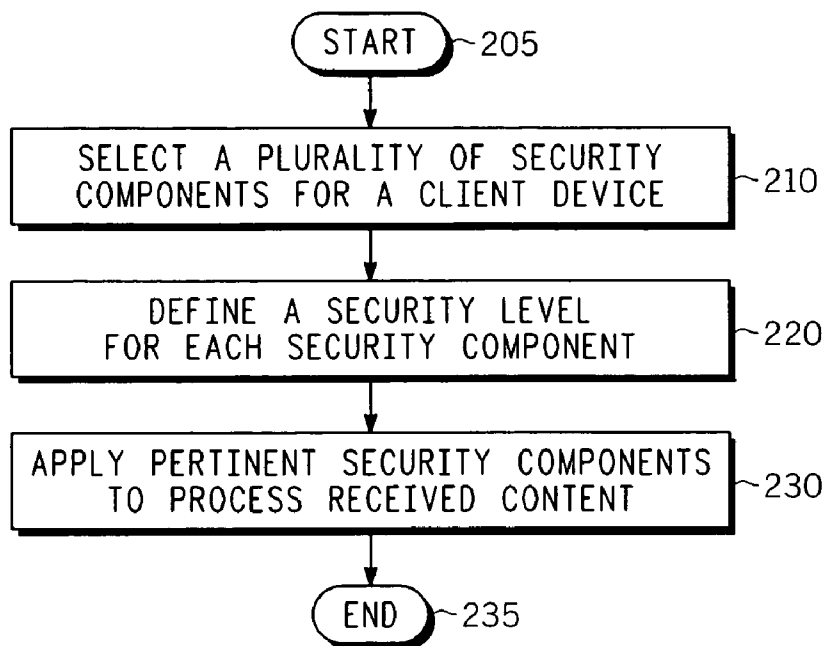 START
205
SELECT A PLURALITY OF SECURITY
COMPONENTS FOR A CLIENT DEVICE
210
DEFINE A SECURITY LEVEL
FOR EACH SECURITY COMPONENT
220
APPLY PERTINENT SECURITY COMPONENTS
TO PROCESS RECEIVED CONTENT
230
END
235